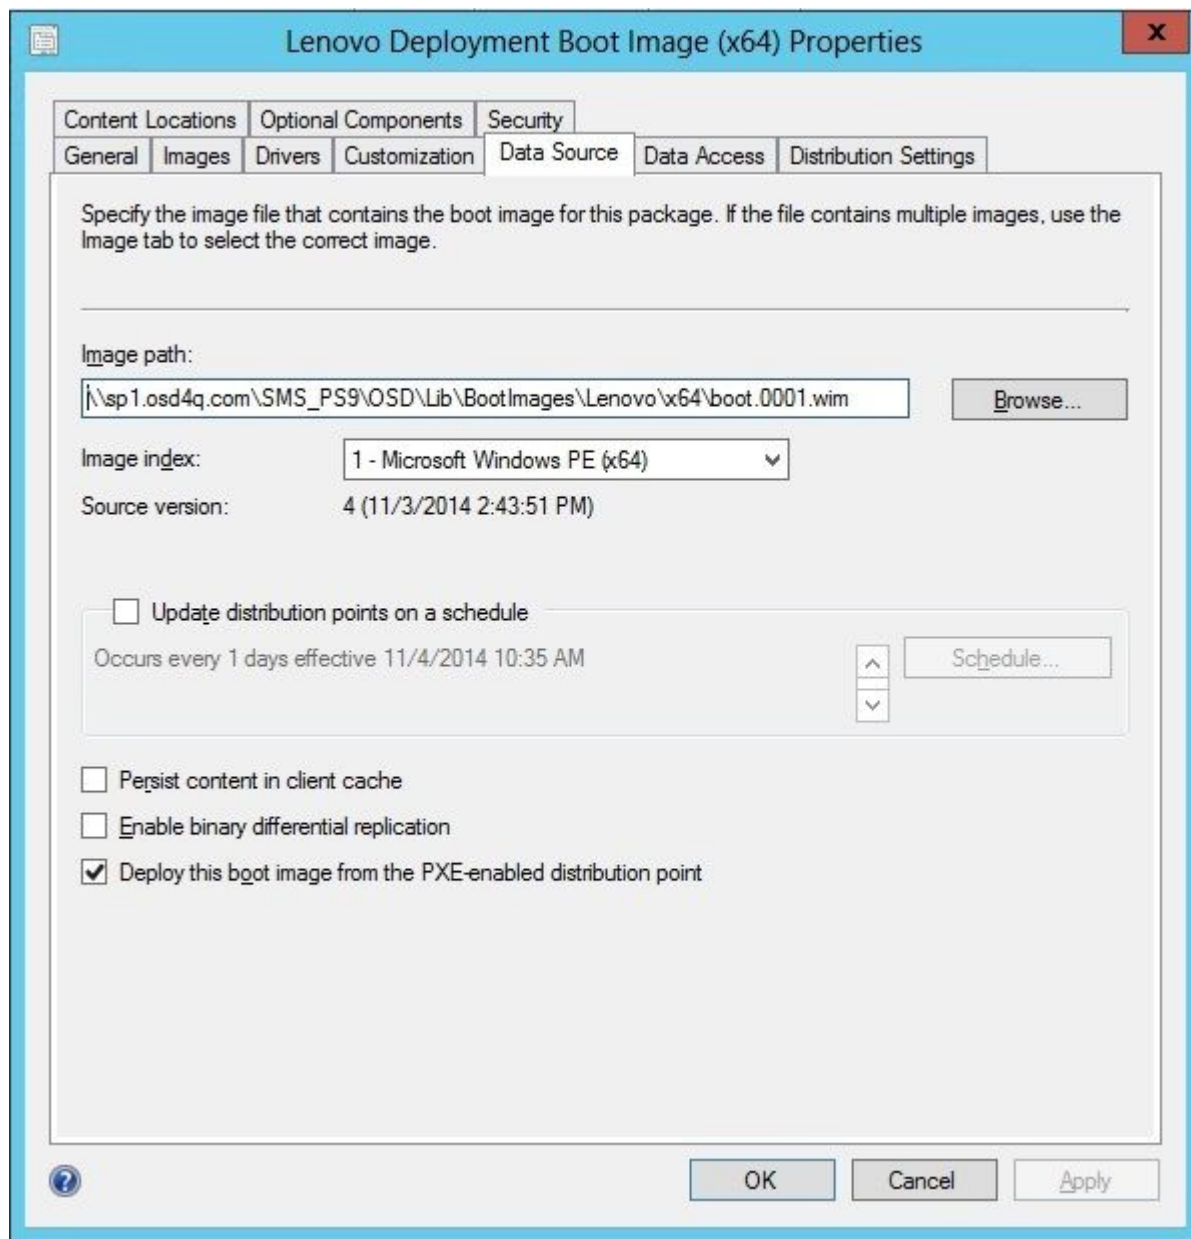 Lenovo Deployment Boot Image (x64) Properties
x
Content Locations Optional Components Security
General Images Drivers Customization Data Source Data Access Distribution Settings
Specify the image file that contains the boot image for this package. If the file contains multiple images, use the
Image tab to select the correct image.
Image path:
\\sp1.osd4q.com\SMS_PS9\OSD\Lib\BootImages\Lenovo\x64\boot.0001.wim
Browse...
Image index:
1 - Microsoft Windows PE (x64)
Source version:
4 (11/3/2014 2:43:51 PM)
Update distribution points on a schedule
Occurs every 1 days effective 11/4/2014 10:35 AM
Schedule...
Persist content in client cache
Enable binary differential replication
Deploy this boot image from the PXE-enabled distribution point
?
OK Cancel Apply